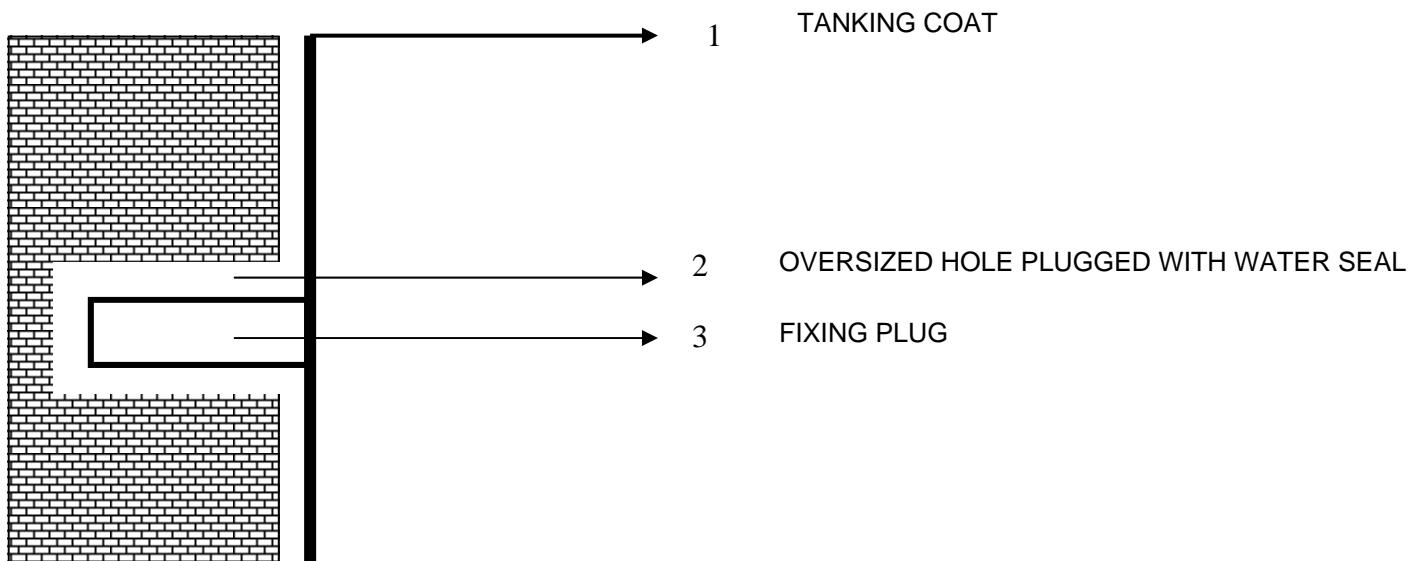 1 TANKING COAT
2 OVERSIZED HOLE PLUGGED WITH WATER SEAL
3 FIXING PLUG